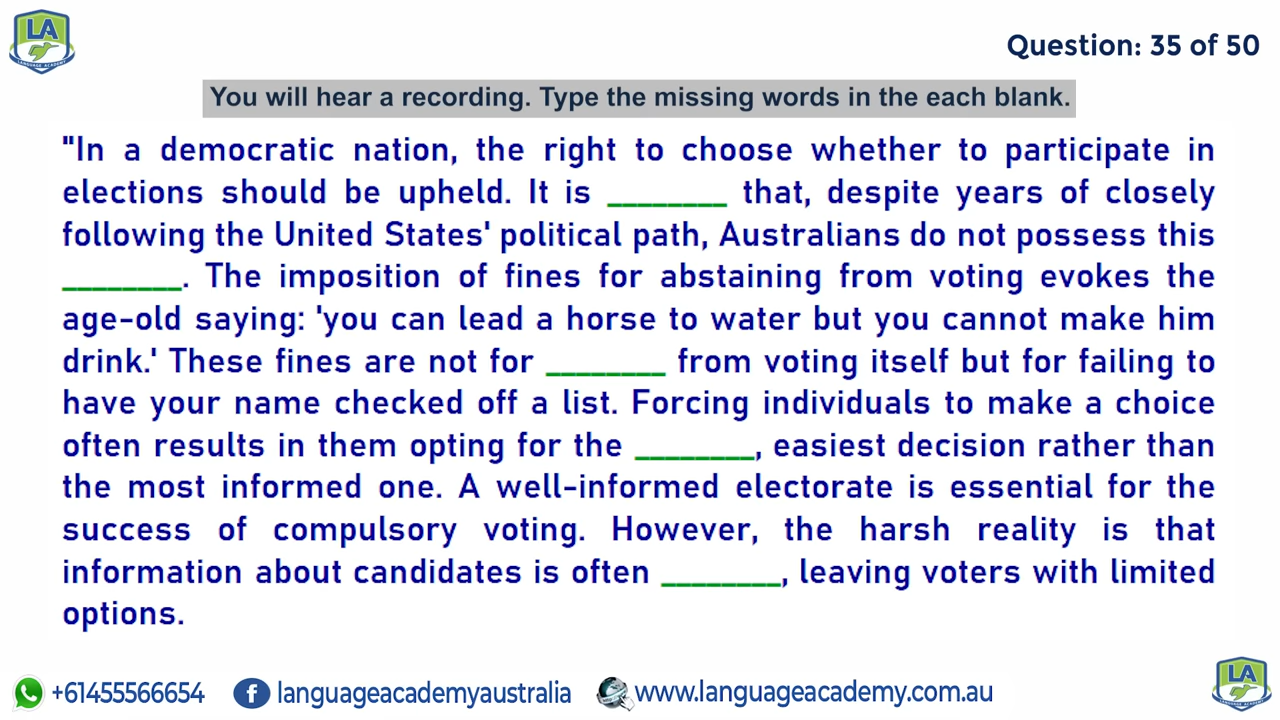 LA
LANGUAGE ACADEMY
Question: 35 of 50
You will hear a recording. Type the missing words in the each blank.
"In a democratic nation, the right to choose whether to participate in
elections should be upheld. It is ________ that, despite years of closely
following the United States' political path, Australians do not possess this
________. The imposition of fines for abstaining from voting evokes the
age-old saying: 'you can lead a horse to water but you cannot make him
drink.' These fines are not for ________ from voting itself but for failing to
have your name checked off a list. Forcing individuals to make a choice
often results in them opting for the ________, easiest decision rather than
the most informed one. A well-informed electorate is essential for the
success of compulsory voting. However, the harsh reality is that
information about candidates is often ________, leaving voters with limited
options.
+61455566654
languageacademyaustralia
www.languageacademy.com.au
LA
LANGUAGE ACADEMY